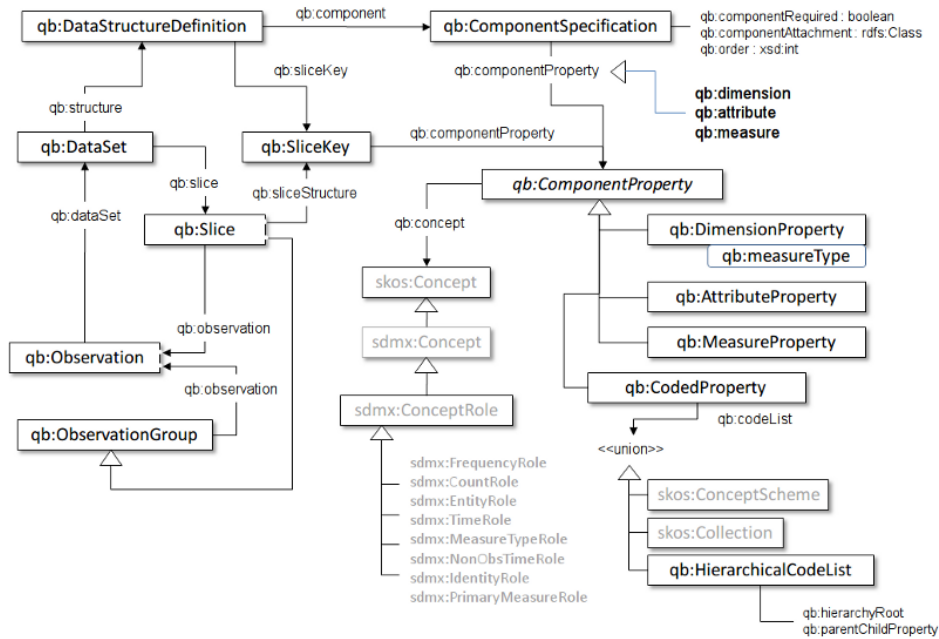 qb:component
qb:DataStructureDefinition
qb:ComponentSpecification
qb:componentRequired : boolean
qb:componentAttachment : rdfs:Class
qb:order : xsd:int
qb:sliceKey
qb:componentProperty
qb:structure
qb:dimension
qb:attribute
qb:measure
qb:DataSet
qb:SliceKey
qb:componentProperty
qb:slice
qb:sliceStructure
qb:ComponentProperty
qb:dataSet
qb:Slice
qb:concept
qb:DimensionProperty
qb:measureType
skos:Concept
qb:AttributeProperty
qb:observation
sdmx:Concept
qb:MeasureProperty
qb:Observation
qb:observation
qb:CodedProperty
sdmx:ConceptRole
qb:codeList
qb:ObservationGroup
<<union>>
sdmx:FrequencyRole
sdmx:CountRole
sdmx:EntityRole
sdmx:TimeRole
sdmx:MeasureTypeRole
sdmx:NonObsTimeRole
sdmx:IdentityRole
sdmx:PrimaryMeasureRole
skos:ConceptScheme
skos:Collection
qb:HierarchicalCodeList
qb:hierarchyRoot
qb:parentChildProperty